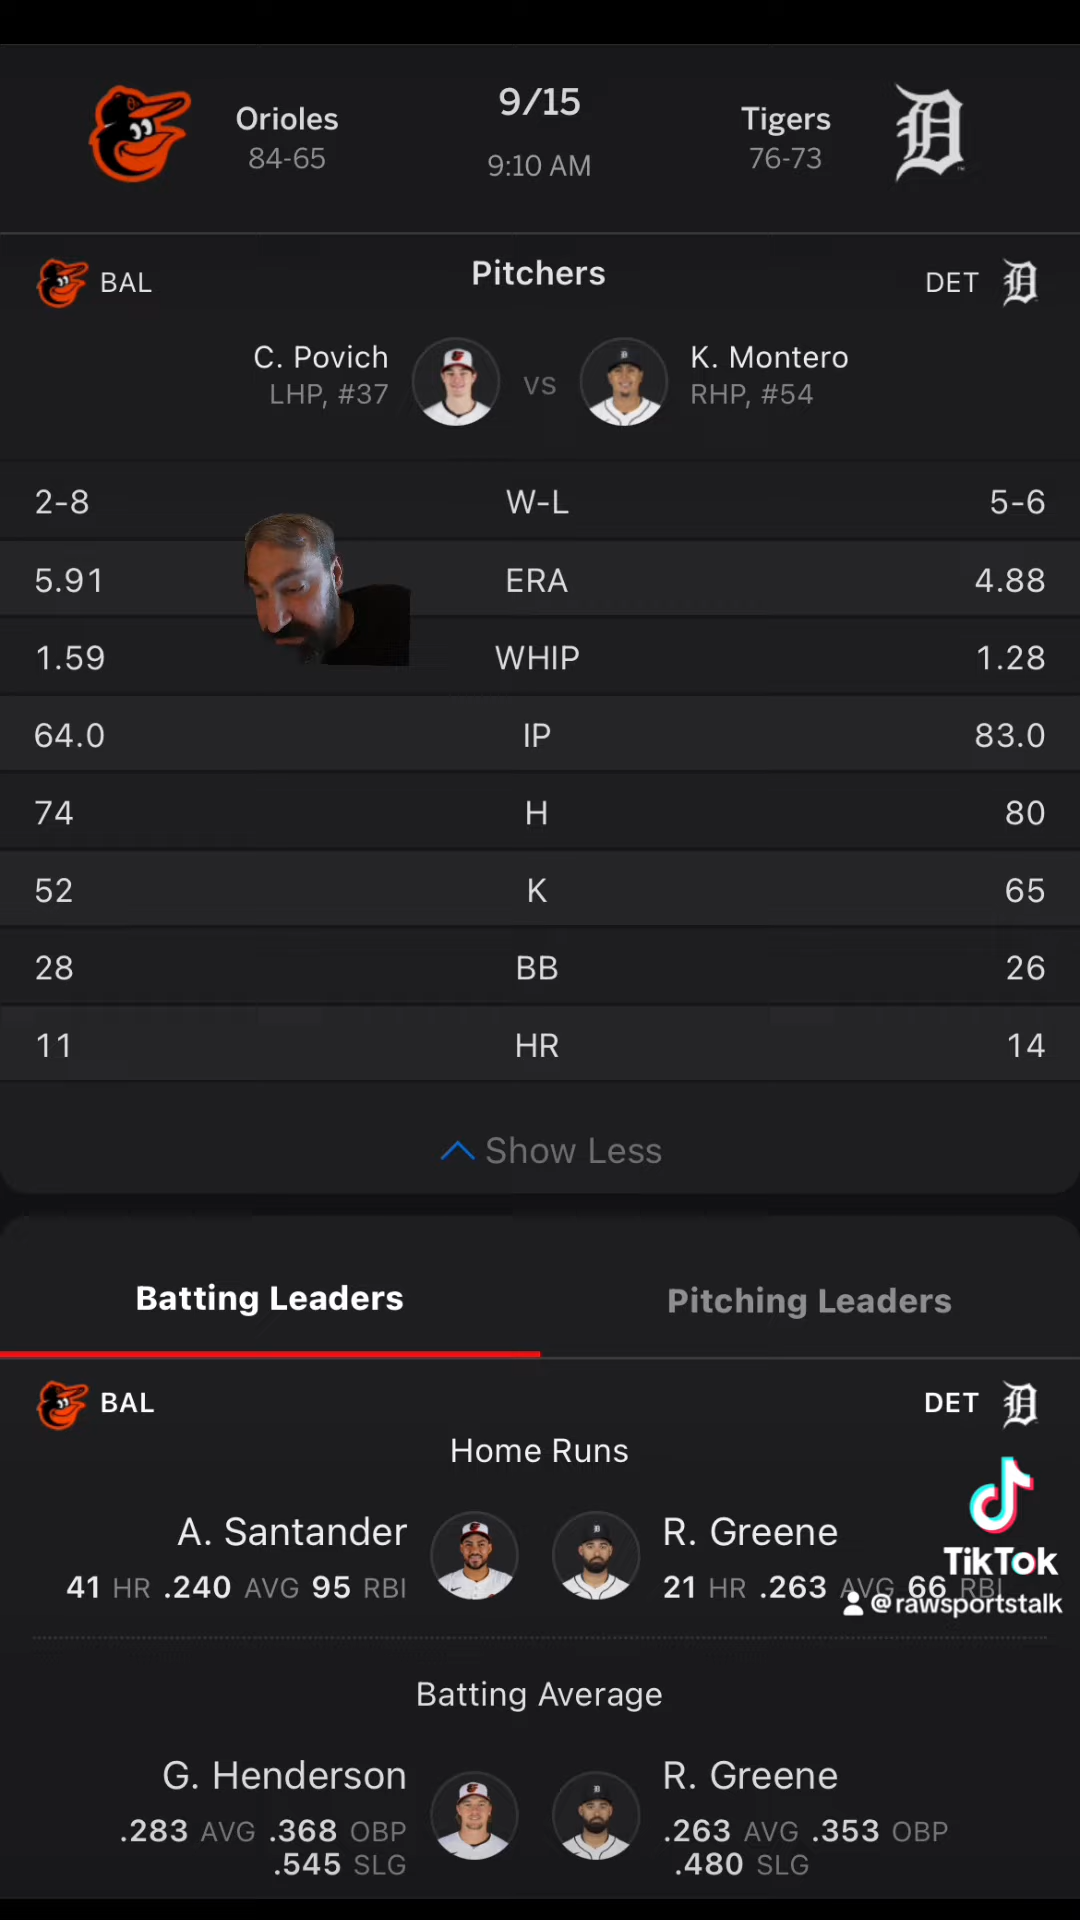 Orioles
84-65
9/15
9:10 AM
Tigers
76-73
BAL
Pitchers
DET
C. Povich
LHP, #37
vs
K. Montero
RHP, #54
2-8 W-L 5-6
5.91 ERA 4.88
1.59 WHIP 1.28
64.0 IP 83.0
74 H 80
52 K 65
28 BB 26
11 HR 14
Show Less
Batting Leaders
Pitching Leaders
BAL
DET
Home Runs
A. Santander
41 HR .240 AVG 95 RBI
R. Greene
21 HR .263 AVG 66 RBI
TikTok
@rawsportstalk
Batting Average
G. Henderson
.283 AVG .368 OBP
.545 SLG
R. Greene
.263 AVG .353 OBP
.480 SLG